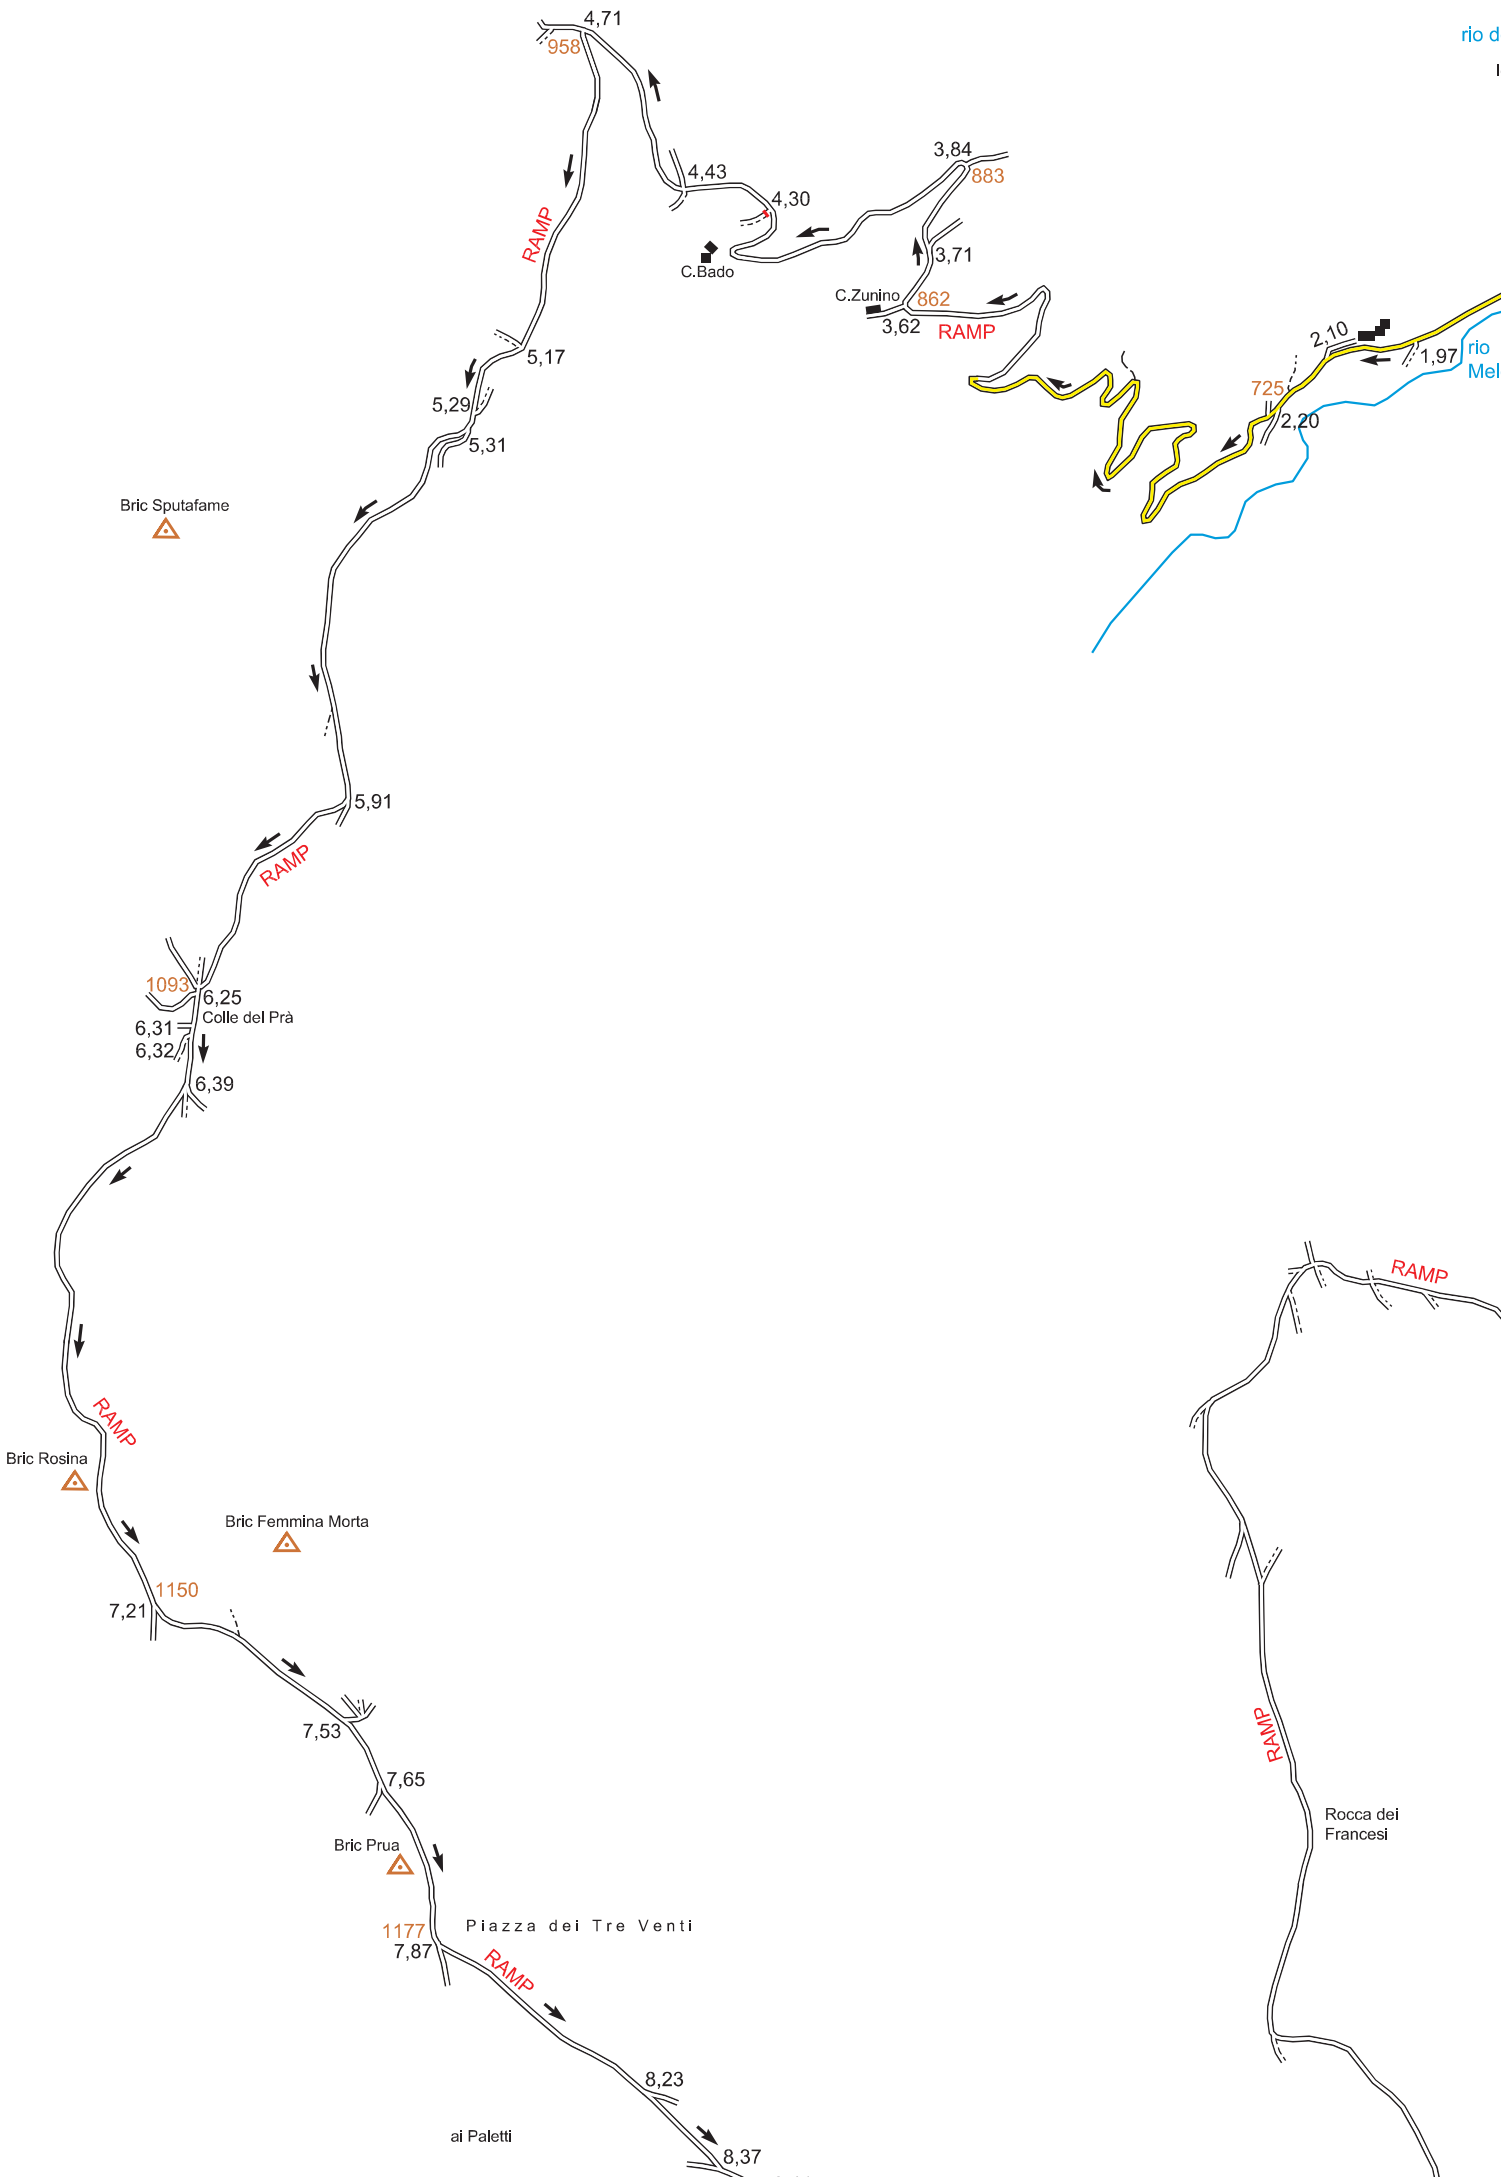 4,71
958
rio d
4,43
3,84
883
4,30
RAMP
3,71
C.Bado
C.Zunino
862
3,62
RAMP
2,10
1,97
rio
Mel
5,17
725
2,20
5,29
5,31
Bric Sputafame
5,91
RAMP
1093
6,25
Colle del Prà
6,31
6,32
6,39
RAMP
RAMP
Bric Rosina
Bric Femmina Morta
1150
7,21
7,53
RAMP
7,65
Rocca dei
Francesi
Bric Prua
1177
Piazza dei Tre Venti
7,87
RAMP
8,23
ai Paletti
8,37